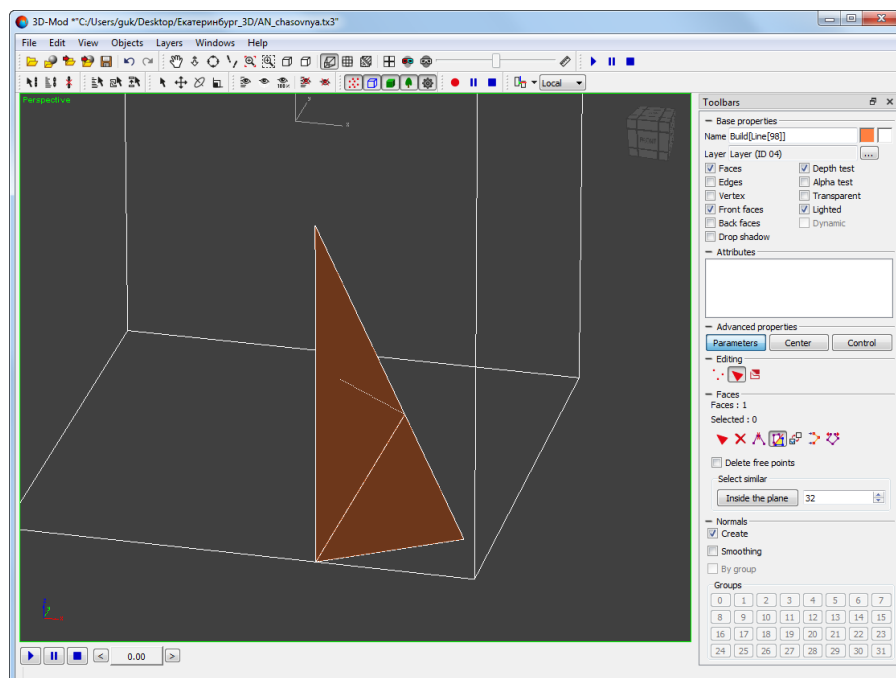 3D-Mod *"C:/Users/guk/Desktop/Екатеринбург_3D/AN_chasovnya.tx3"
File Edit View Objects Layers Windows Help
100%
Local
Perspective
Toolbars
Base properties
Name Build[Line[98]]
Layer Layer (ID 04) ...
Faces Depth test
Edges Alpha test
Vertex Transparent
Front faces Lighted
Back faces Dynamic
Drop shadow
Attributes
Advanced properties
Parameters Center Control
Editing
Faces
Faces : 1
Selected : 0
Delete free points
Select similar
Inside the plane 32
Normals
Create
Smoothing
By group
Groups
0 1 2 3 4 5 6 7
8 9 10 11 12 13 14 15
16 17 18 19 20 21 22 23
24 25 26 27 28 29 30 31
< 0.00 >